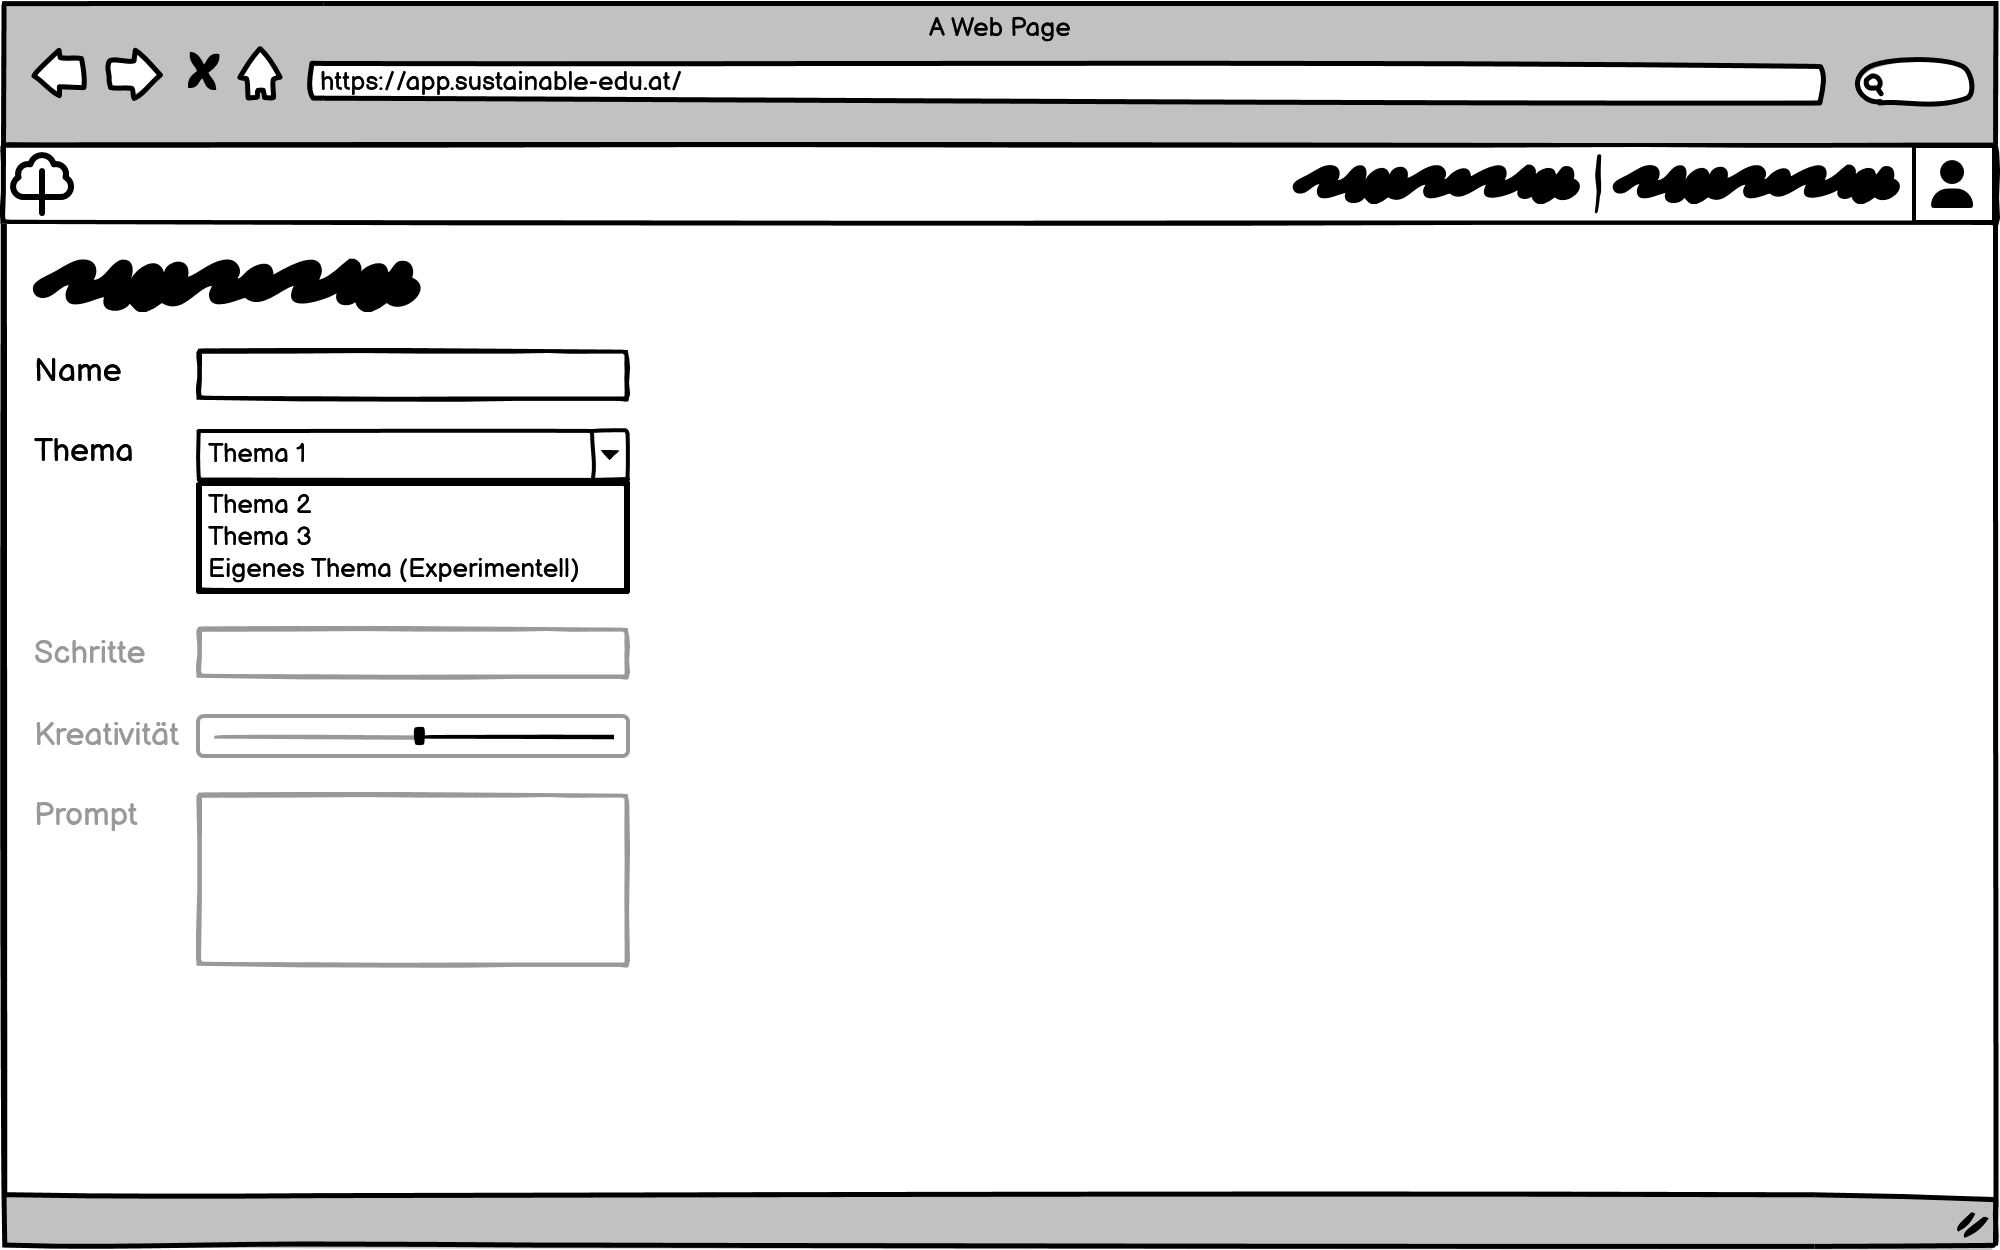 A Web Page
https://app.sustainable-edu.at/
Name
Thema
Thema 1
Thema 2
Thema 3
Eigenes Thema (Experimentell)
Schritte
Kreativität
Prompt